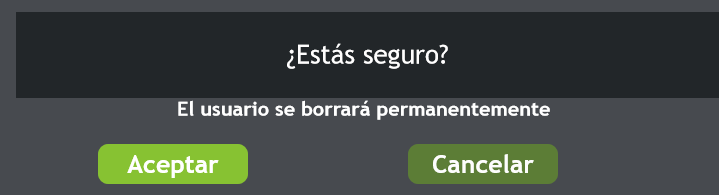 ¿Estás seguro?
El usuario se borrará permanentemente
Aceptar
Cancelar